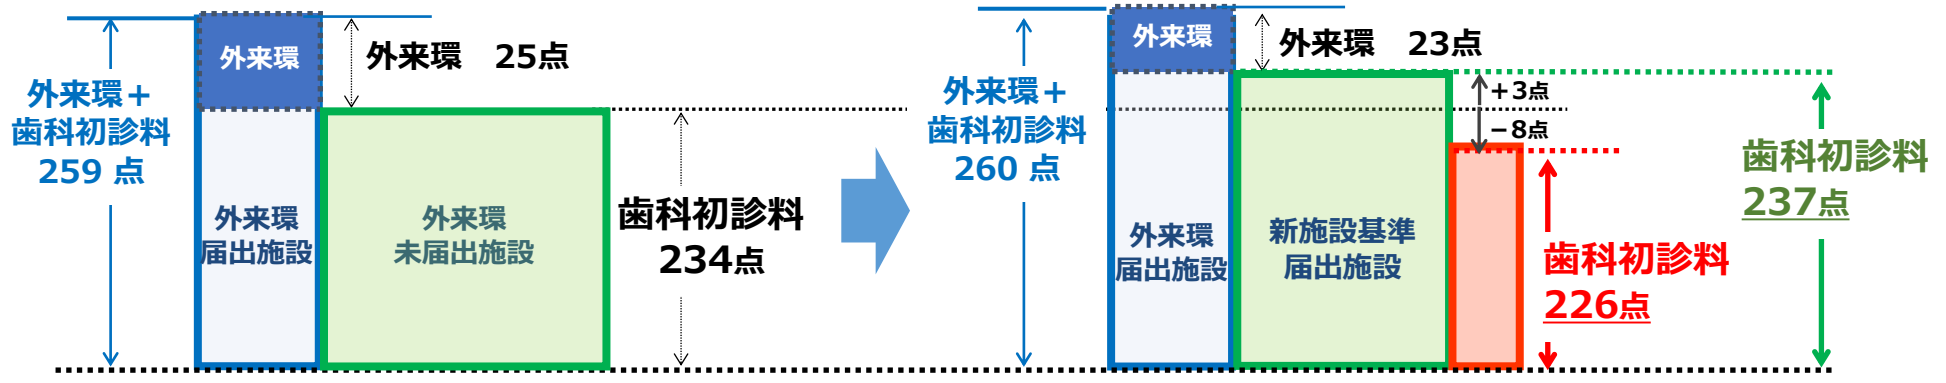 外来環＋
歯科初診料
259 点
外来環
外来環
届出施設
外来環　25点
外来環
未届出施設
歯科初診料
234点
外来環＋
歯科初診料
260 点
外来環
外来環
届出施設
外来環　23点
新施設基準
届出施設
＋3点
－8点
歯科初診料
226点
歯科初診料
237点